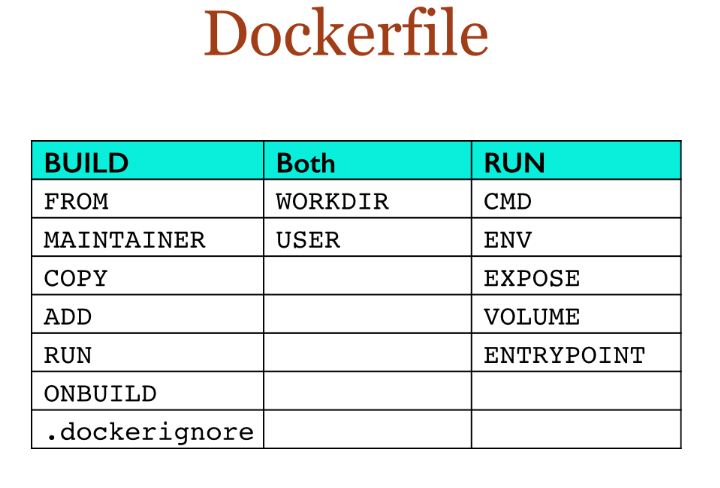 Dockerfile
BUILD Both RUN
FROM WORKDIR CMD
MAINTAINER USER ENV
COPY EXPOSE
ADD VOLUME
RUN ENTRYPOINT
ONBUILD
.dockerignore